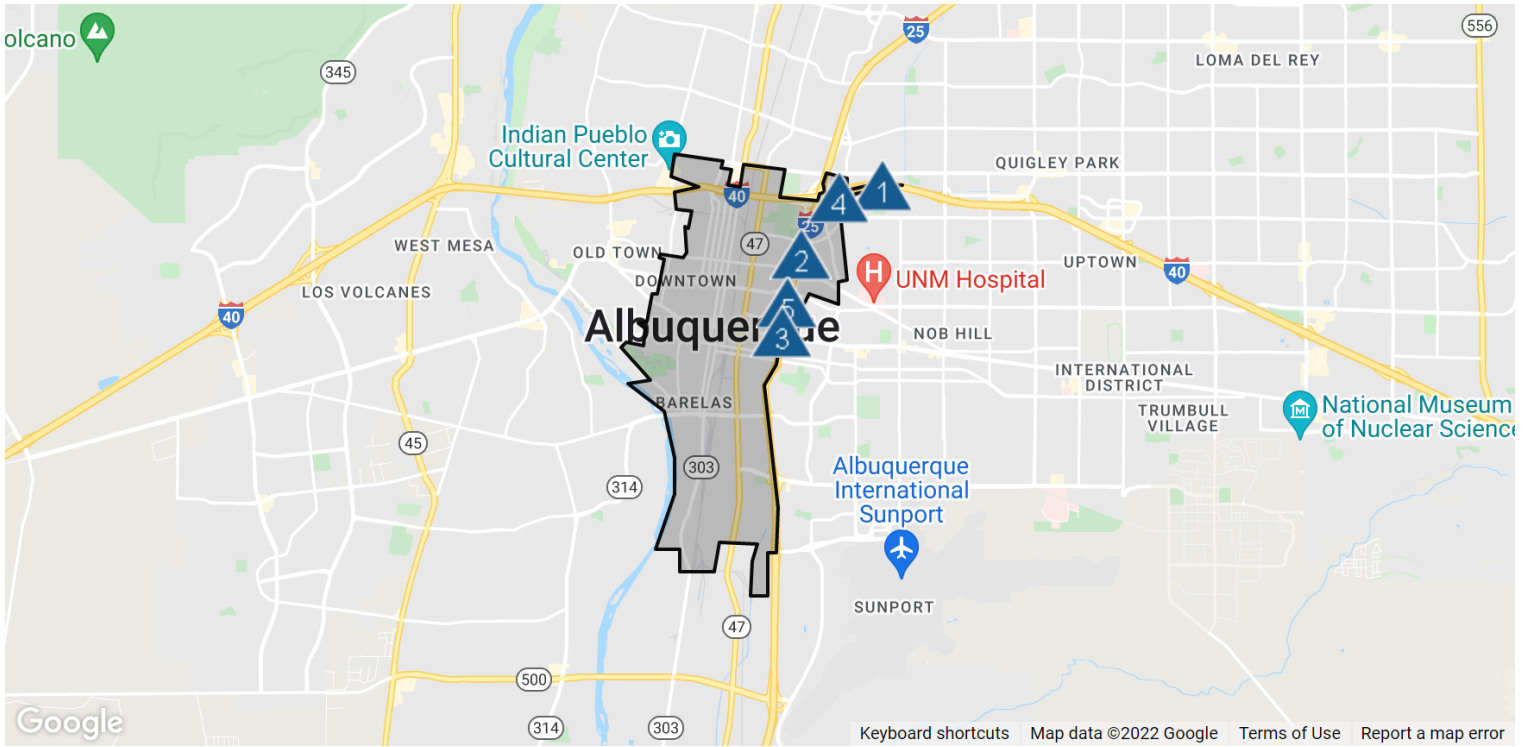 olcano
345
25
556
LOMA DEL REY
Indian Pueblo
Cultural Center
QUIGLEY PARK
40
4
1
25
WEST MESA
OLD TOWN
47
2
UPTOWN
40
DOWNTOWN
H
UNM Hospital
LOS VOLCANES
40
5
Albuquerque
3
NOB HILL
INTERNATIONAL
DISTRICT
BARELAS
TRUMBULL
VILLAGE
National Museum
of Nuclear Science
45
303
314
Albuquerque
International
Sunport
SUNPORT
47
500
314
303
Google
Keyboard shortcuts
Map data ©2022 Google
Terms of Use
Report a map error